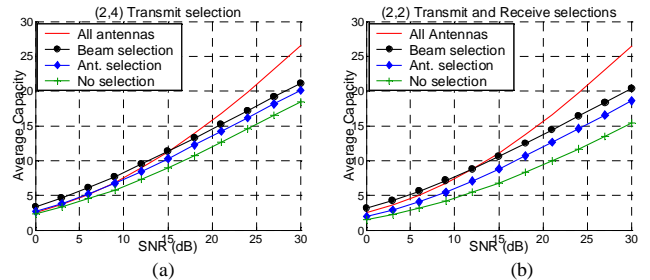 (2,4) Transmit selection
All antennas
Beam selection
Ant. selection
No selection
Average Capacity
30
25
20
15
10
5
0
0 5 10 15 20 25 30
SNR (dB)
(a)
(2,2) Transmit and Receive selections
All antennas
Beam selection
Ant. selection
No selection
Average Capacity
30
25
20
15
10
5
0
0 5 10 15 20 25 30
SNR (dB)
(b)